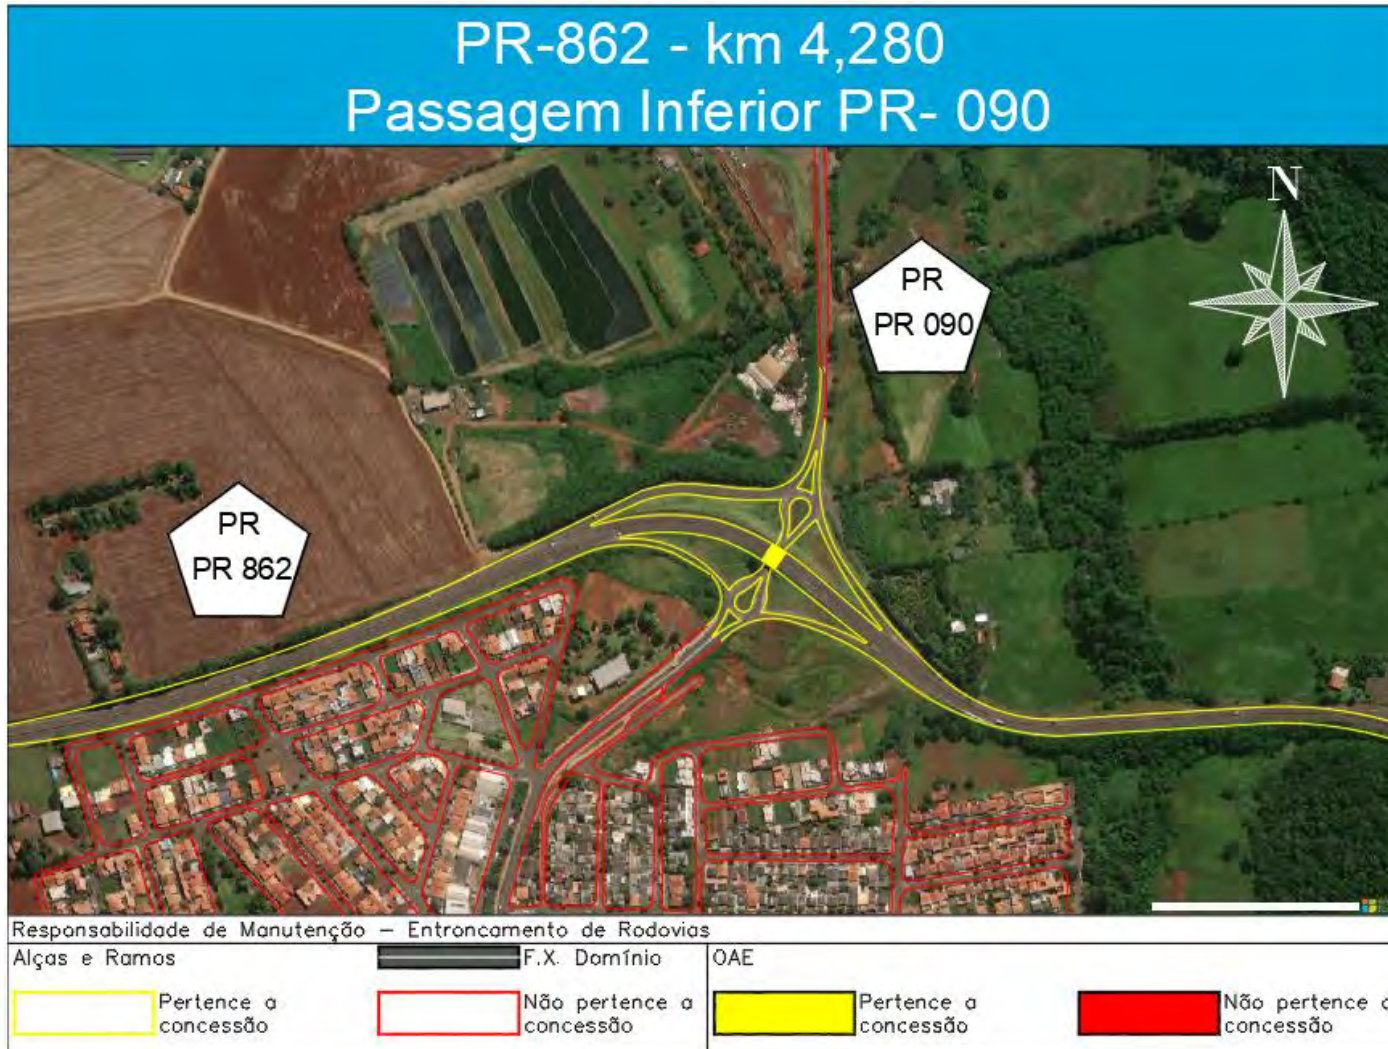 PR-862 - km 4,280
Passagem Inferior PR- 090
N
PR
PR 090
PR
PR 862
Responsabilidade de Manutenção – Entroncamento de Rodovias
Alças e Ramos
F.X. Domínio
OAE
Pertence a
concessão
Não pertence a
concessão
Pertence a
concessão
Não pertence a
concessão